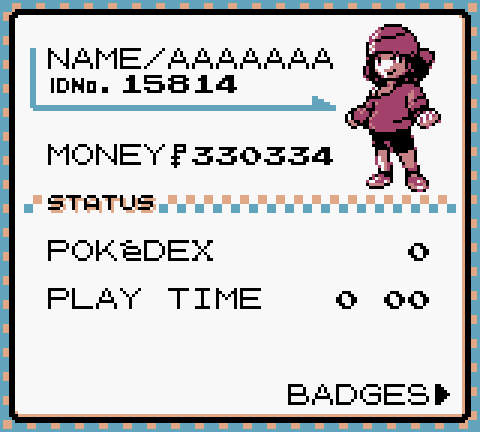 NAME/AAAAAAA
IDNo. 15814
MONEY ₽330334
STATUS
POKéDEX 0
PLAY TIME 0 00
BADGES▶